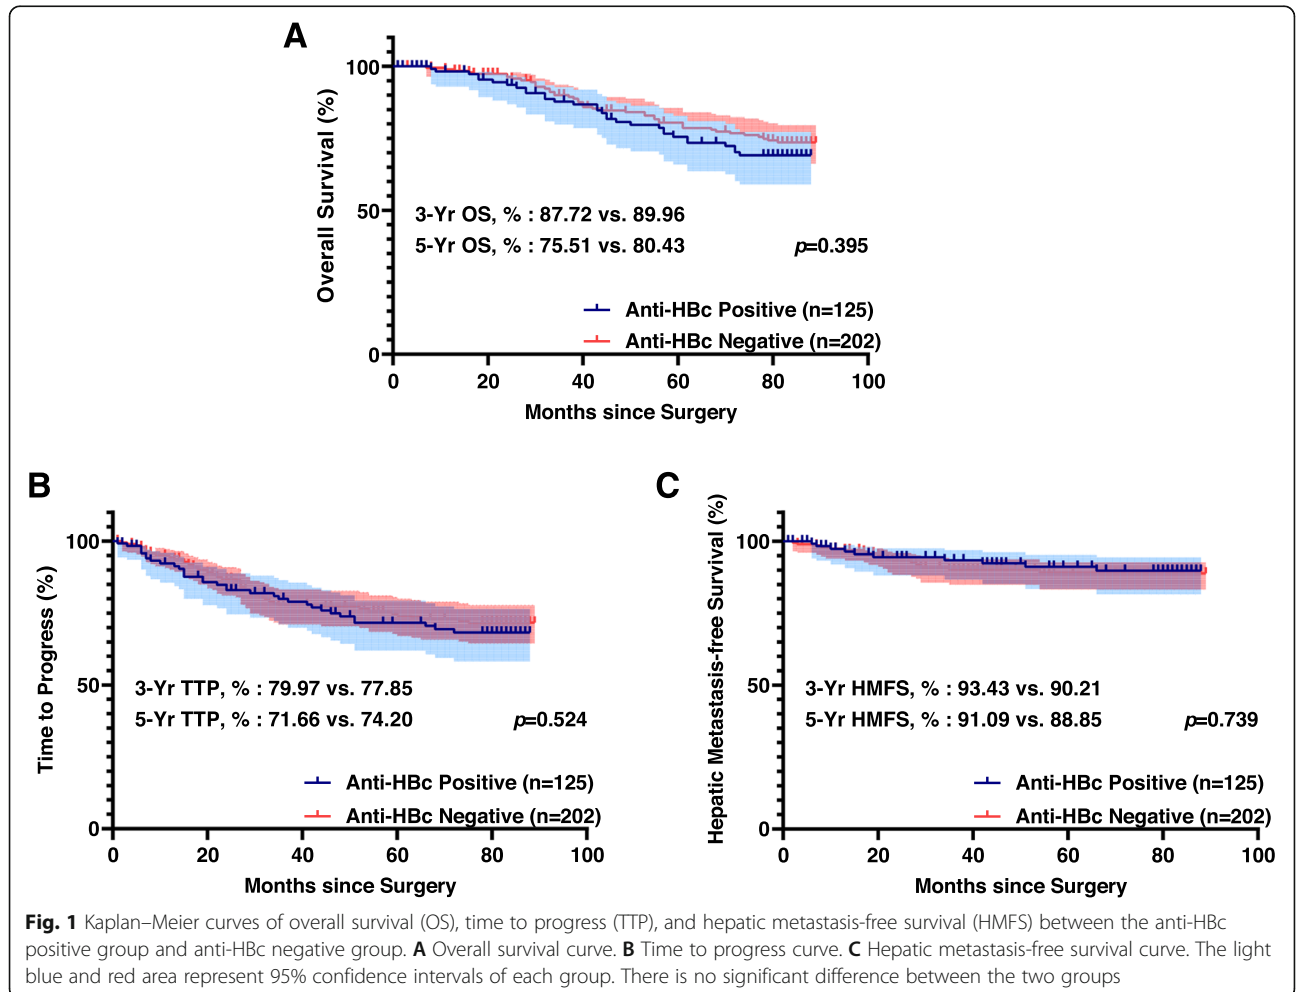 A
Overall Survival (%)
100
50
0
3-Yr OS, % : 87.72 vs. 89.96
5-Yr OS, % : 75.51 vs. 80.43
p=0.395
Anti-HBc Positive (n=125)
Anti-HBc Negative (n=202)
0 20 40 60 80 100
Months since Surgery
B
Time to Progress (%)
100
50
0
3-Yr TTP, % : 79.97 vs. 77.85
5-Yr TTP, % : 71.66 vs. 74.20
p=0.524
Anti-HBc Positive (n=125)
Anti-HBc Negative (n=202)
0 20 40 60 80 100
Months since Surgery
C
Hepatic Metastasis-free Survival (%)
100
50
0
3-Yr HMFS, % : 93.43 vs. 90.21
5-Yr HMFS, % : 91.09 vs. 88.85
p=0.739
Anti-HBc Positive (n=125)
Anti-HBc Negative (n=202)
0 20 40 60 80 100
Months since Surgery
Fig. 1 Kaplan–Meier curves of overall survival (OS), time to progress (TTP), and hepatic metastasis-free survival (HMFS) between the anti-HBc
positive group and anti-HBc negative group. A Overall survival curve. B Time to progress curve. C Hepatic metastasis-free survival curve. The light
blue and red area represent 95% confidence intervals of each group. There is no significant difference between the two groups